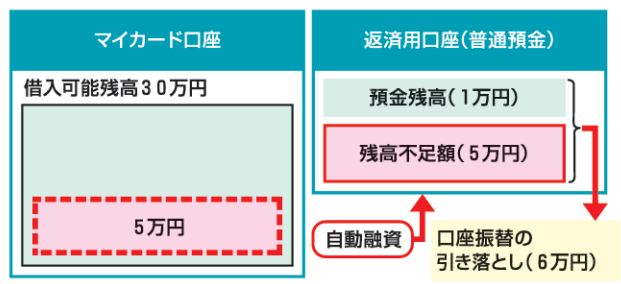 マイカード口座
借入可能残高30万円
5万円
返済用口座(普通預金)
預金残高(1万円)
残高不足額(5万円)
自動融資
口座振替の
引き落とし(6万円)